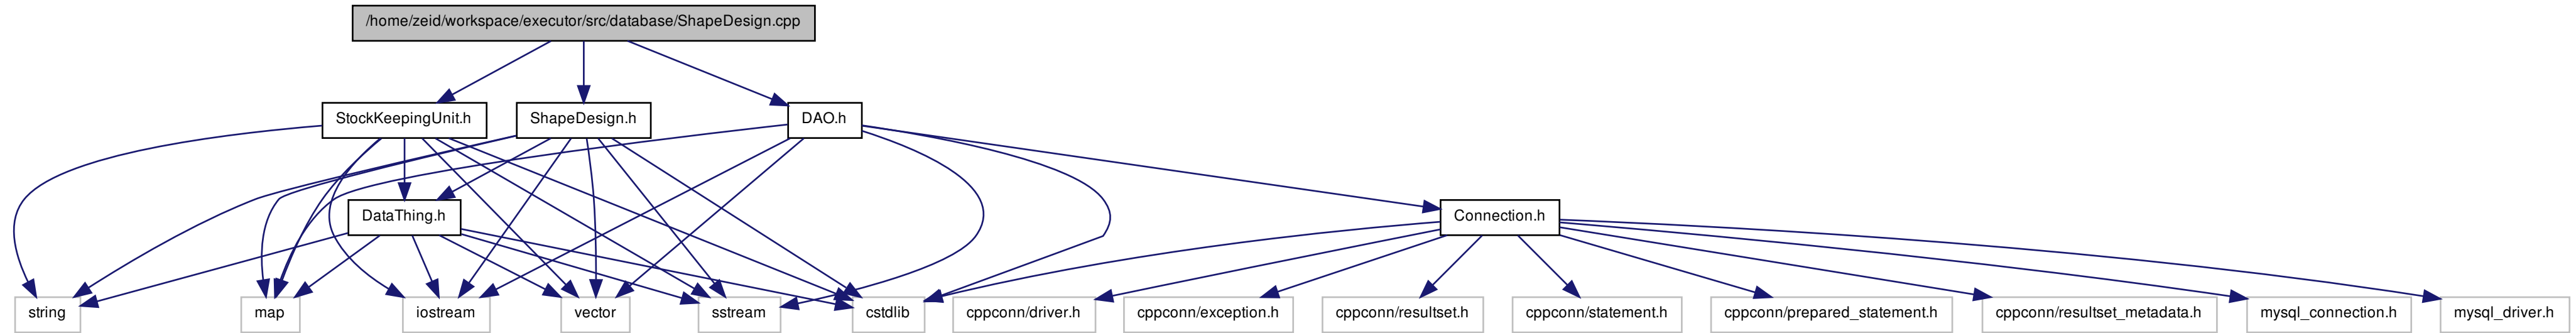 /home/zeid/workspace/executor/src/database/ShapeDesign.cpp
StockKeepingUnit.h
ShapeDesign.h
DAO.h
DataThing.h
Connection.h
string
map
iostream
vector
sstream
cstdlib
cppconn/driver.h
cppconn/exception.h
cppconn/resultset.h
cppconn/statement.h
cppconn/prepared_statement.h
cppconn/resultset_metadata.h
mysql_connection.h
mysql_driver.h